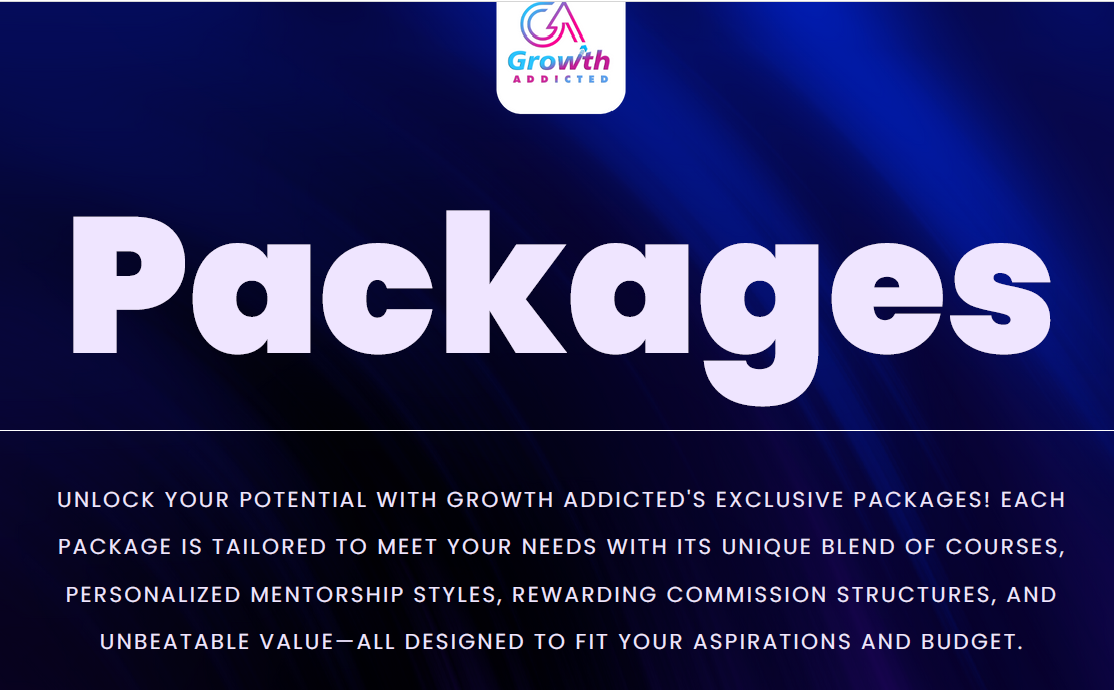 GA
Growth
ADDICTED
Packages
UNLOCK YOUR POTENTIAL WITH GROWTH ADDICTED'S EXCLUSIVE PACKAGES! EACH
PACKAGE IS TAILORED TO MEET YOUR NEEDS WITH ITS UNIQUE BLEND OF COURSES,
PERSONALIZED MENTORSHIP STYLES, REWARDING COMMISSION STRUCTURES, AND
UNBEATABLE VALUE—ALL DESIGNED TO FIT YOUR ASPIRATIONS AND BUDGET.